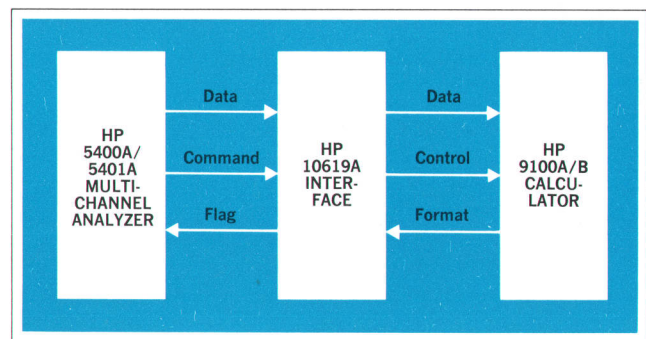 HP
5400A/
5401A
MULTI-
CHANNEL
ANALYZER
Data
Command
Flag
HP
10619A
INTER-
FACE
Data
Control
Format
HP
9100A/B
CALCU-
LATOR